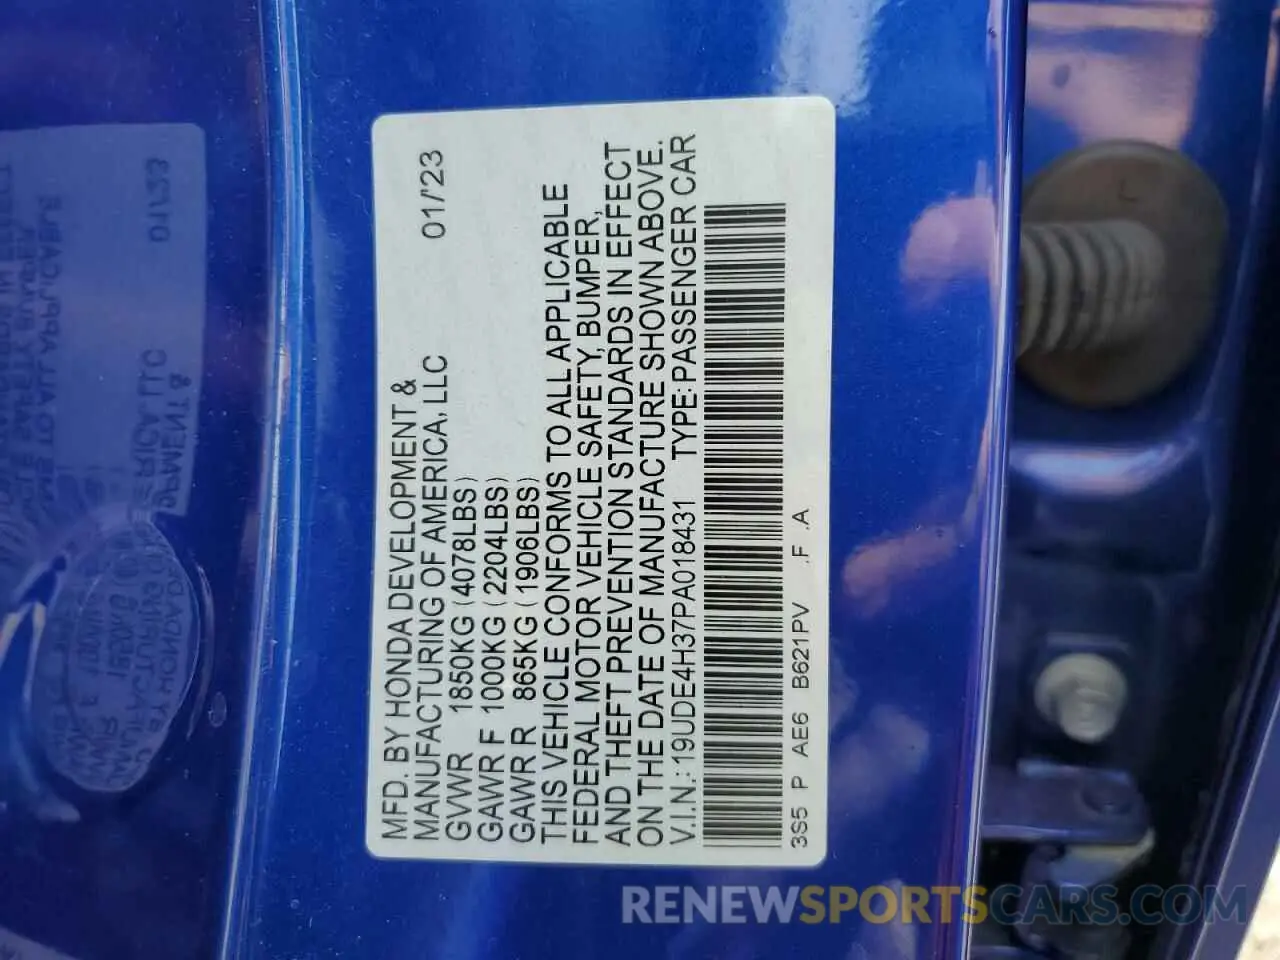 MFD. BY HONDA DEVELOPMENT &
MANUFACTURING OF AMERICA, LLC 01/'23
GVWR 1850KG (4078LBS)
GAWR F 1000KG (2204LBS)
GAWR R 865KG (1906LBS)
THIS VEHICLE CONFORMS TO ALL APPLICABLE
FEDERAL MOTOR VEHICLE SAFETY, BUMPER,
AND THEFT PREVENTION STANDARDS IN EFFECT
ON THE DATE OF MANUFACTURE SHOWN ABOVE.
V.I.N.: 19UDE4H37PA018431 TYPE: PASSENGER CAR
3S5 P AE6 B621PV .F .A
RENEWSPORTSCARS.COM